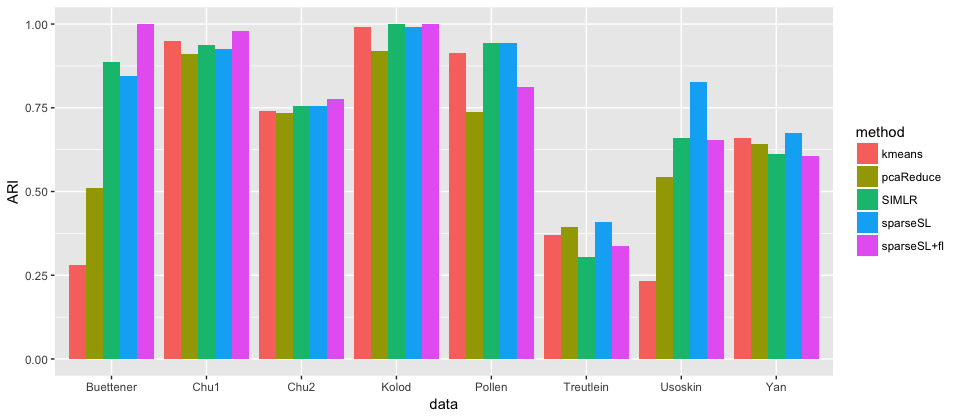 1.00
0.75
0.50
0.25
0.00
ARI
Buettener
Chu1
Chu2
Kolod
Pollen
Treutlein
Usoskin
Yan
data
method
kmeans
pcaReduce
SIMLR
sparseSL
sparseSL+fl